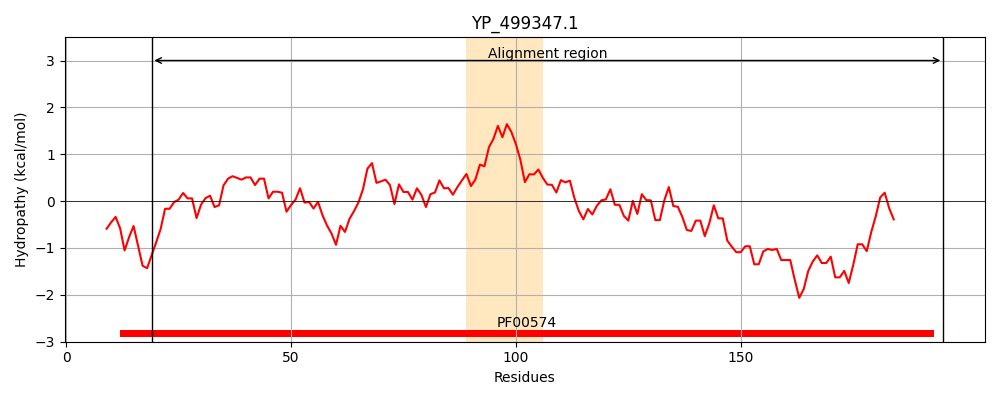 YP_499347.1
Hydropathy (kcal/mol)
3
2
1
0
−1
−2
−3
Alignment region
PF00574
0 50 100 150
Residues